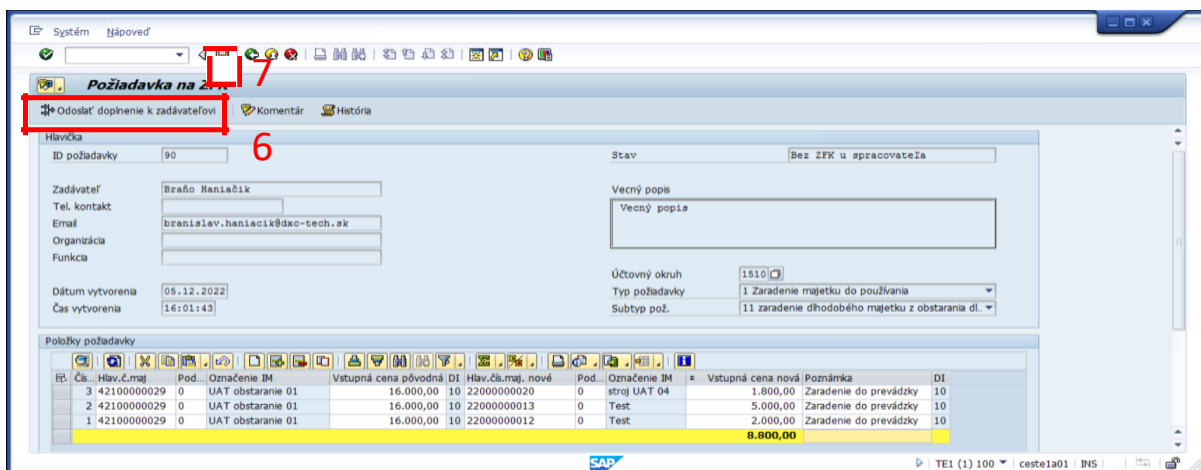 Systém Nápoveď
7
Požiadavka na ZFK
Odoslať doplnenie k zadávateľovi Komentár História
6
Hlavička
ID požiadavky 90 Stav Bez ZFK u spracovateľa
Zadávateľ Braňo Haniačik Vecný popis
Tel. kontakt Vecný popis
Email branislav.haniacik@dxc-tech.sk
Organizácia
Funkcia
Účtovný okruh 1510
Dátum vytvorenia 05.12.2022 Typ požiadavky 1 Zaradenie majetku do používania
Čas vytvorenia 16:01:43 Subtyp pož. 11 zaradenie dlhodobého majetku z obstarania dl..
Položky požiadavky
Čís... Hlav.č.maj Pod... Označenie IM Vstupná cena pôvodná DI Hlav.čís.maj. nové Pod... Označenie IM Vstupná cena nová Poznámka DI
3 42100000029 0 UAT obstaranie 01 16.000,00 10 22000000020 0 stroj UAT 04 1.800,00 Zaradenie do prevádzky 10
2 42100000029 0 UAT obstaranie 01 16.000,00 10 22000000013 0 Test 5.000,00 Zaradenie do prevádzky 10
1 42100000029 0 UAT obstaranie 01 16.000,00 10 22000000012 0 Test 2.000,00 Zaradenie do prevádzky 10
8.800,00
SAP TE1 (1) 100 ceste1a01 INS